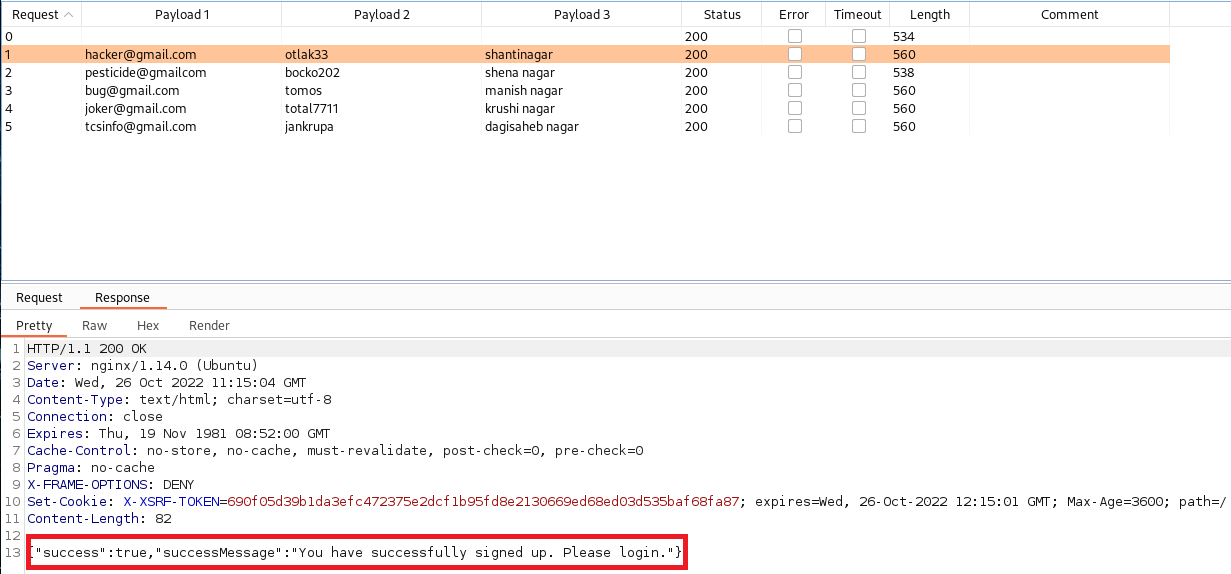 Request Payload 1 Payload 2 Payload 3 Status Error Timeout Length Comment
0 200 534
1 hacker@gmail.com otlak33 shantinagar 200 560
2 pesticide@gmailcom bocko202 shena nagar 200 538
3 bug@gmail.com tomos manish nagar 200 560
4 joker@gmail.com total7711 krushi nagar 200 560
5 tcsinfo@gmail.com jankrupa dagisaheb nagar 200 560
Request Response
Pretty Raw Hex Render
1 HTTP/1.1 200 OK
2 Server: nginx/1.14.0 (Ubuntu)
3 Date: Wed, 26 Oct 2022 11:15:04 GMT
4 Content-Type: text/html; charset=utf-8
5 Connection: close
6 Expires: Thu, 19 Nov 1981 08:52:00 GMT
7 Cache-Control: no-store, no-cache, must-revalidate, post-check=0, pre-check=0
8 Pragma: no-cache
9 X-FRAME-OPTIONS: DENY
10 Set-Cookie: X-XSRF-TOKEN=690f05d39b1da3efc472375e2dcf1b95fd8e2130669ed68ed03d535baf68fa87; expires=Wed, 26-Oct-2022 12:15:01 GMT; Max-Age=3600; path=/
11 Content-Length: 82
12
13 {"success":true,"successMessage":"You have successfully signed up. Please login."}